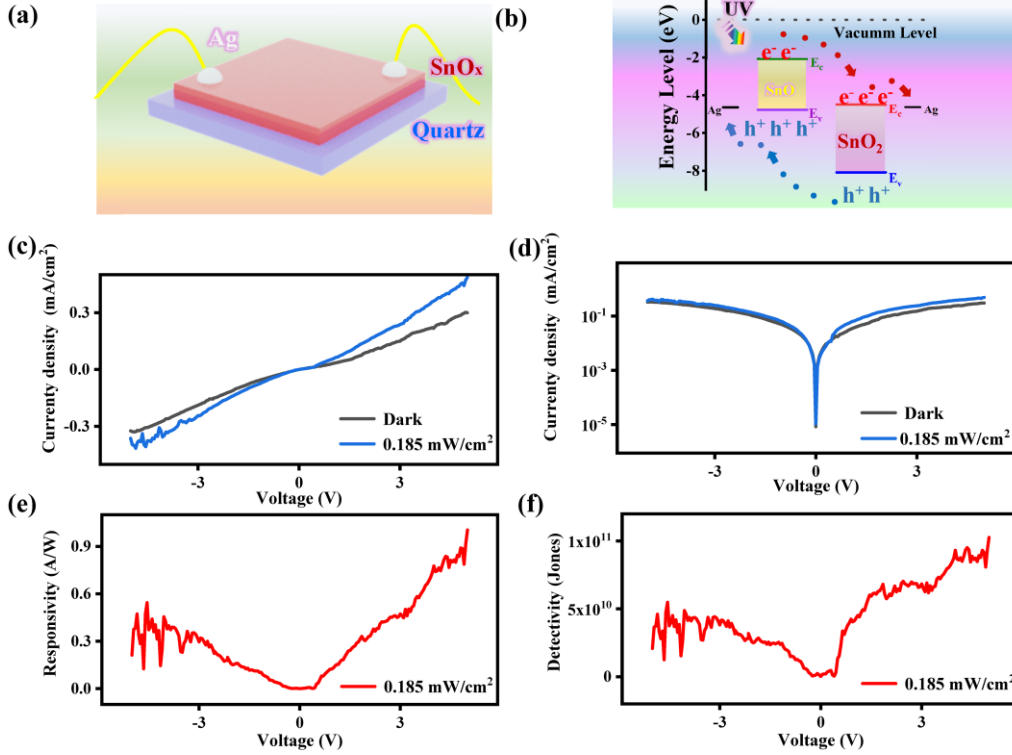 (a)
Ag
SnOₓ
Quartz
(b)
UV
Energy Level (eV)
0
-2
-4
-6
-8
Vacumm Level
e⁻ e⁻
E_c
SnO
E_v
Ag
h⁺ h⁺ h⁺
e⁻ e⁻ e⁻
E_c
Ag
SnO₂
E_v
h⁺ h⁺
(c)
Currenty density (mA/cm²)
0.3
0.0
-0.3
Dark
0.185 mW/cm²
-3 0 3
Voltage (V)
(d)
Currenty density (mA/cm²)
10⁻¹
10⁻³
10⁻⁵
Dark
0.185 mW/cm²
-3 0 3
Voltage (V)
(e)
Responsivity (A/W)
0.9
0.6
0.3
0.0
0.185 mW/cm²
-3 0 3
Voltage (V)
(f)
Detectivity (Jones)
1x10¹¹
5x10¹⁰
0
0.185 mW/cm²
-3 0 3
Voltage (V)